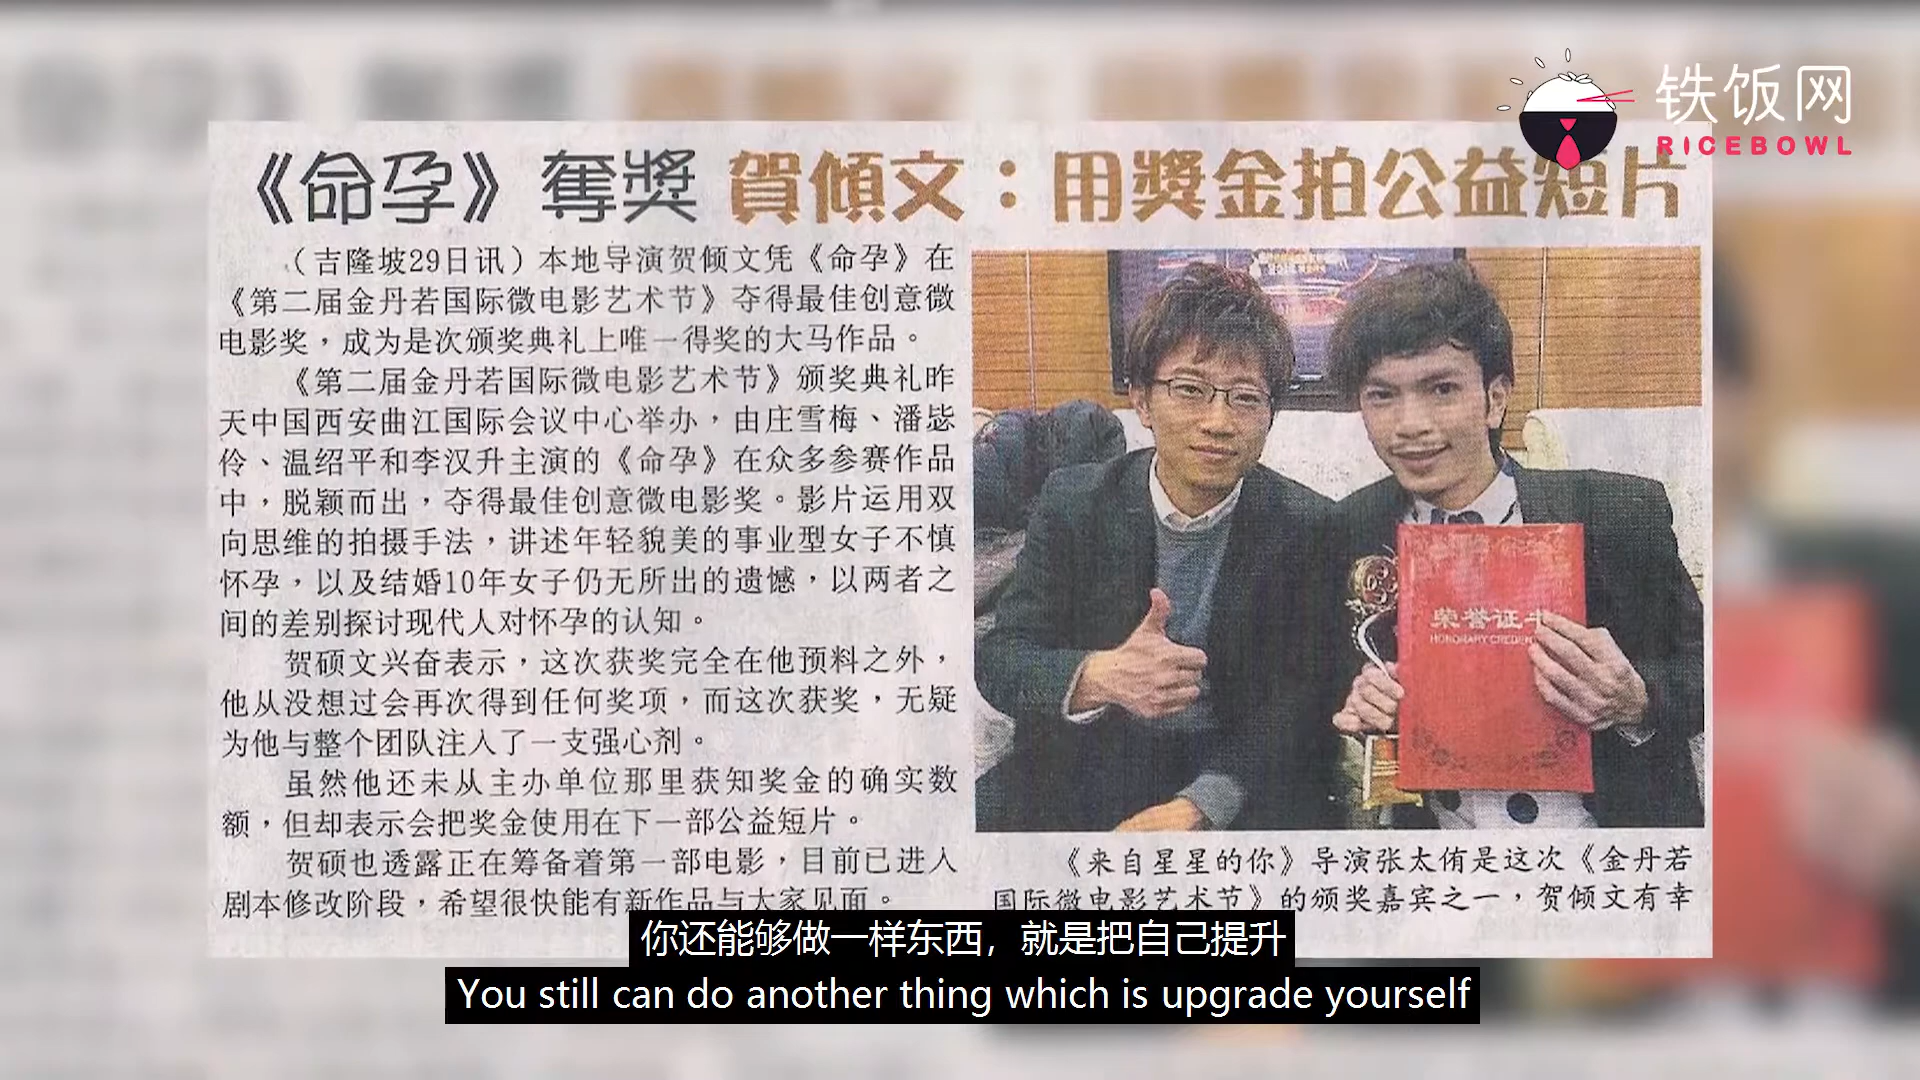 铁饭网
RICEBOWL
《命孕》奪獎 賀傾文：用獎金拍公益短片
（吉隆坡29日讯）本地导演贺倾文凭《命孕》在
《第二届金丹若国际微电影艺术节》夺得最佳创意微
电影奖，成为是次颁奖典礼上唯一得奖的大马作品。
《第二届金丹若国际微电影艺术节》颁奖典礼昨
天中国西安曲江国际会议中心举办，由庄雪梅、潘毖
伶、温绍平和李汉升主演的《命孕》在众多参赛作品
中，脱颖而出，夺得最佳创意微电影奖。影片运用双
向思维的拍摄手法，讲述年轻貌美的事业型女子不慎
怀孕，以及结婚10年女子仍无所出的遗憾，以两者之
间的差别探讨现代人对怀孕的认知。
贺硕文兴奋表示，这次获奖完全在他预料之外，
他从没想过会再次得到任何奖项，而这次获奖，无疑
为他与整个团队注入了一支强心剂。
虽然他还未从主办单位那里获知奖金的确实数
额，但却表示会把奖金使用在下一部公益短片。
贺硕也透露正在筹备着第一部电影，目前已进入
剧本修改阶段，希望很快能有新作品与大家见面。
荣誉证书
HONORARY CREDEN
《来自星星的你》导演张太侑是这次《金丹若
国际微电影艺术节》的颁奖嘉宾之一，贺倾文有幸
你还能够做一样东西，就是把自己提升
You still can do another thing which is upgrade yourself